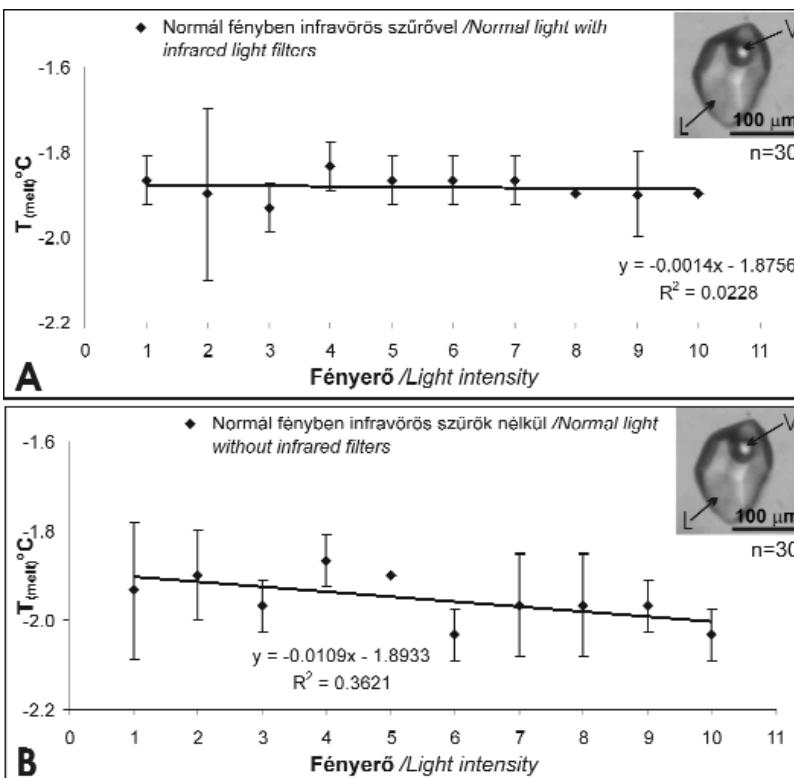 ◆ Normál fényben infravörös szűrővel /Normal light with
infrared light filters
V
L
100 µm
n=30
-1.6
-1.8
-2.0
-2.2
T(melt)°C
y = -0.0014x - 1.8756
R² = 0.0228
0 1 2 3 4 5 6 7 8 9 10 11
Fényerő /Light intensity
A
◆ Normál fényben infravörös szűrök nélkül /Normal light
without infrared filters
V
L
100 µm
n=30
-1.6
-1.8
-2.0
-2.2
T(melt)°C
y = -0.0109x - 1.8933
R² = 0.3621
0 1 2 3 4 5 6 7 8 9 10 11
Fényerő /Light intensity
B